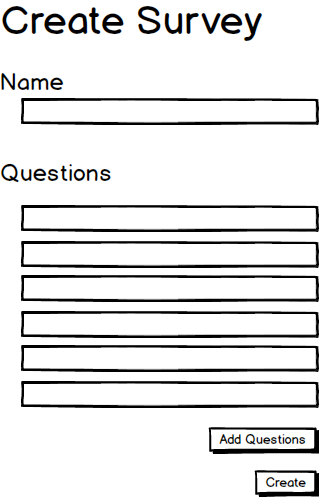 Create Survey
Name
Questions
Add Questions
Create